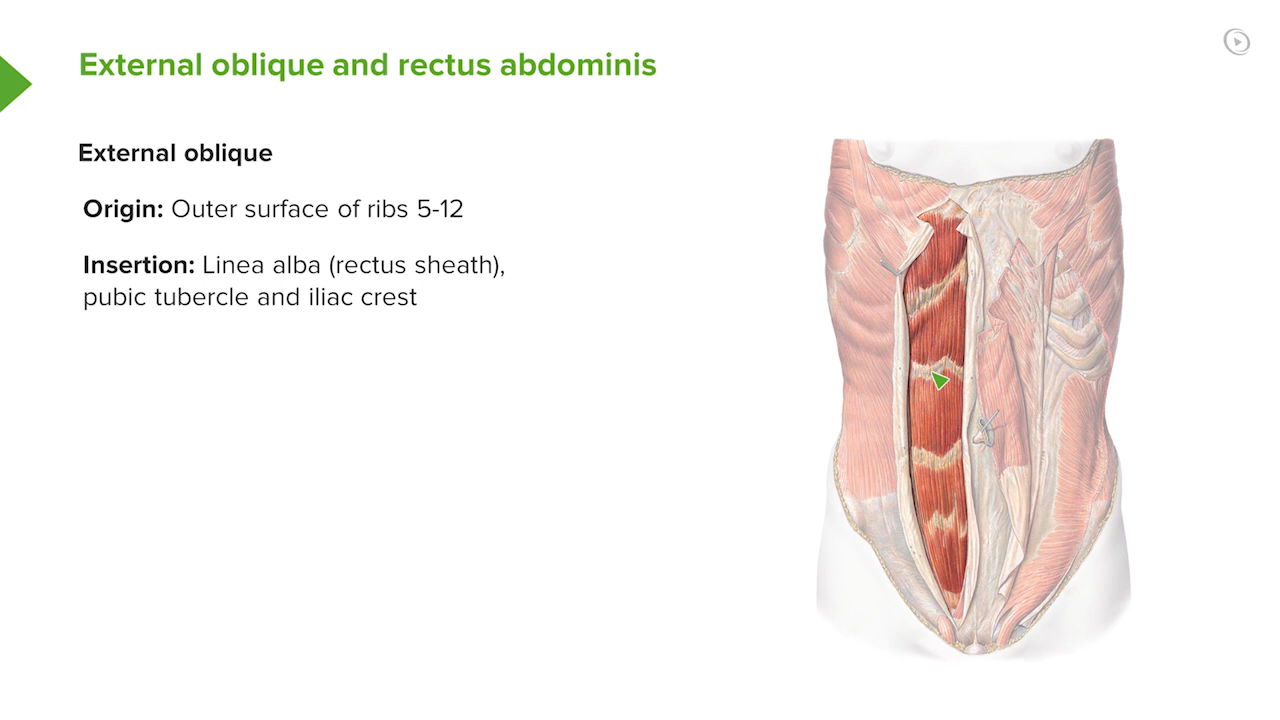 External oblique and rectus abdominis
External oblique
Origin: Outer surface of ribs 5-12
Insertion: Linea alba (rectus sheath),
pubic tubercle and iliac crest